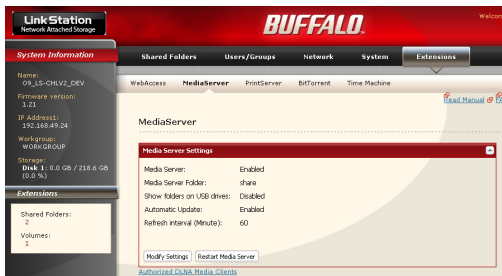 LinkStation
Network Attached Storage
BUFFALO
Welcon
System Information
Shared Folders Users/Groups Network System Extensions
WebAccess MediaServer PrintServer BitTorrent Time Machine
Name:
09_LS-CHLV2_DEV
Firmware version:
1.21
IP Address1:
192.168.49.24
Workgroup:
WORKGROUP
Storage:
Disk 1: 0.0 GB / 218.6 GB
(0.0 %)
Extensions
Shared Folders:
2
Volumes:
1
Read Manual
MediaServer
Media Server Settings
Media Server: Enabled
Media Server Folder: share
Show folders on USB drives: Disabled
Automatic Update: Enabled
Refresh interval (Minute): 60
Modify Settings Restart Media Server
Authorized DLNA Media Clients